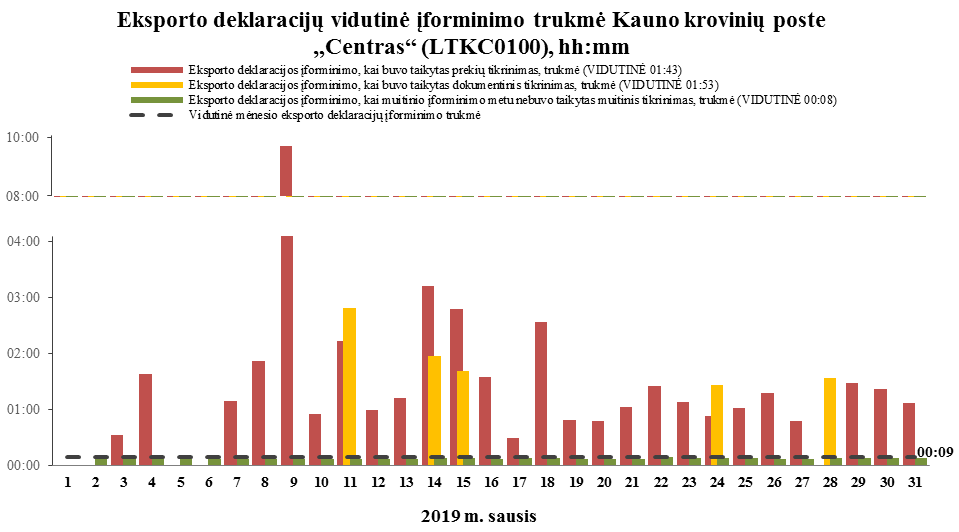 Eksporto deklaracijų vidutinė įforminimo trukmė Kauno krovinių poste
„Centras“ (LTKC0100), hh:mm
Eksporto deklaracijos įforminimo, kai buvo taikytas prekių tikrinimas, trukmė (VIDUTINĖ 01:43)
Eksporto deklaracijos įforminimo, kai buvo taikytas dokumentinis tikrinimas, trukmė (VIDUTINĖ 01:53)
Eksporto deklaracijos įforminimo, kai muitinio įforminimo metu nebuvo taikytas muitinis tikrinimas, trukmė (VIDUTINĖ 00:08)
Vidutinė mėnesio eksporto deklaracijų įforminimo trukmė
10:00
08:00
04:00
03:00
02:00
01:00
00:00
00:09
1 2 3 4 5 6 7 8 9 10 11 12 13 14 15 16 17 18 19 20 21 22 23 24 25 26 27 28 29 30 31
2019 m. sausis